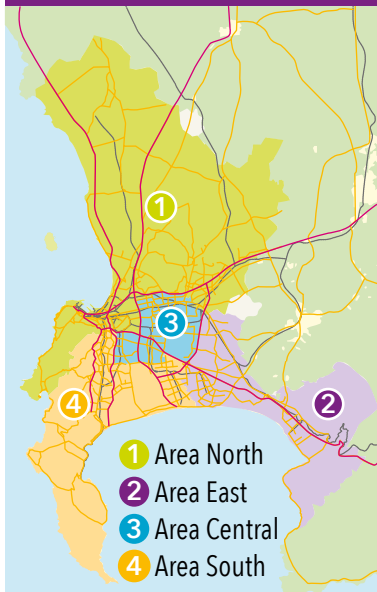 1
3
4
2
1 Area North
2 Area East
3 Area Central
4 Area South